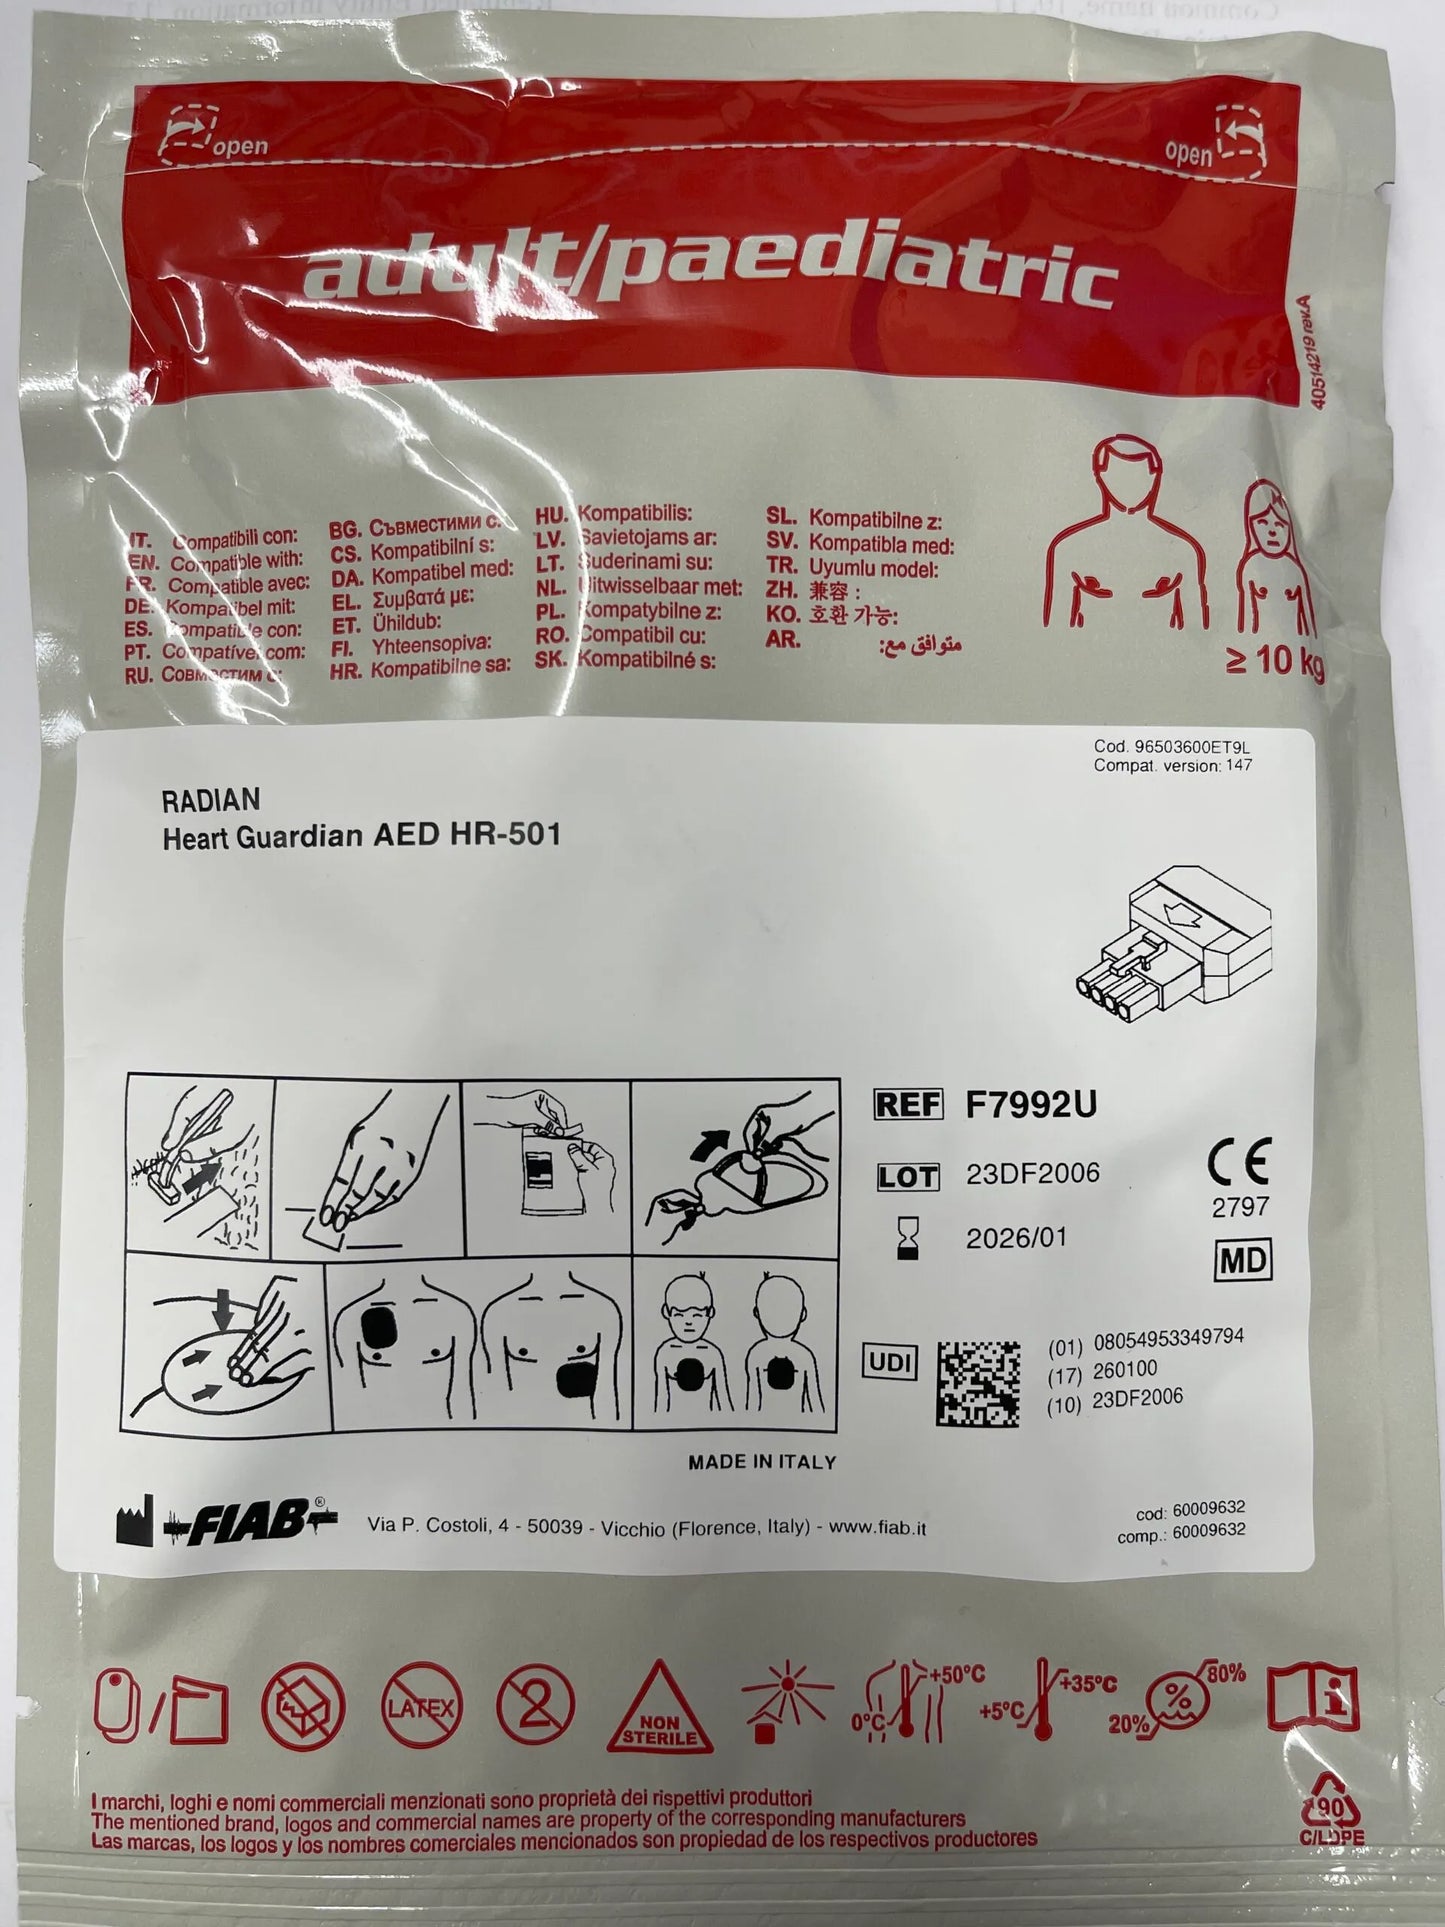 open
open
adult/paediatric
40514219 rev.A
IT. Compatibili con:
EN. Compatible with:
FR. Compatible avec:
DE. Kompatibel mit:
ES. Compatible con:
PT. Compatível com:
RU. Совместим с:
BG. Съвместими с:
CS. Kompatibilní s:
DA. Kompatibel med:
EL. Συμβατά με:
ET. Ühildub:
FI. Yhteensopiva:
HR. Kompatibilne sa:
HU. Kompatibilis:
LV. Savietojams ar:
LT. Suderinami su:
NL. Uitwisselbaar met:
PL. Kompatybilne z:
RO. Compatibil cu:
SK. Kompatibilné s:
SL. Kompatibilne z:
SV. Kompatibla med:
TR. Uyumlu model:
ZH. 兼容 :
KO. 호환 가능:
AR. متوافق مع:
≥ 10 kg
Cod. 96503600ET9L
Compat. version: 147
RADIAN
Heart Guardian AED HR-501
REF F7992U
LOT 23DF2006
2026/01
CE
2797
MD
UDI
(01) 08054953349794
(17) 260100
(10) 23DF2006
MADE IN ITALY
FIAB® Via P. Costoli, 4 - 50039 - Vicchio (Florence, Italy) - www.fiab.it
cod: 60009632
comp.: 60009632
LATEX
2
NON
STERILE
0°C +50°C
+5°C +35°C
20% % 80%
i
I marchi, loghi e nomi commerciali menzionati sono proprietà dei rispettivi produttori
The mentioned brand, logos and commercial names are property of the corresponding manufacturers
Las marcas, los logos y los nombres comerciales mencionados son propiedad de los respectivos productores
90
C/LDPE